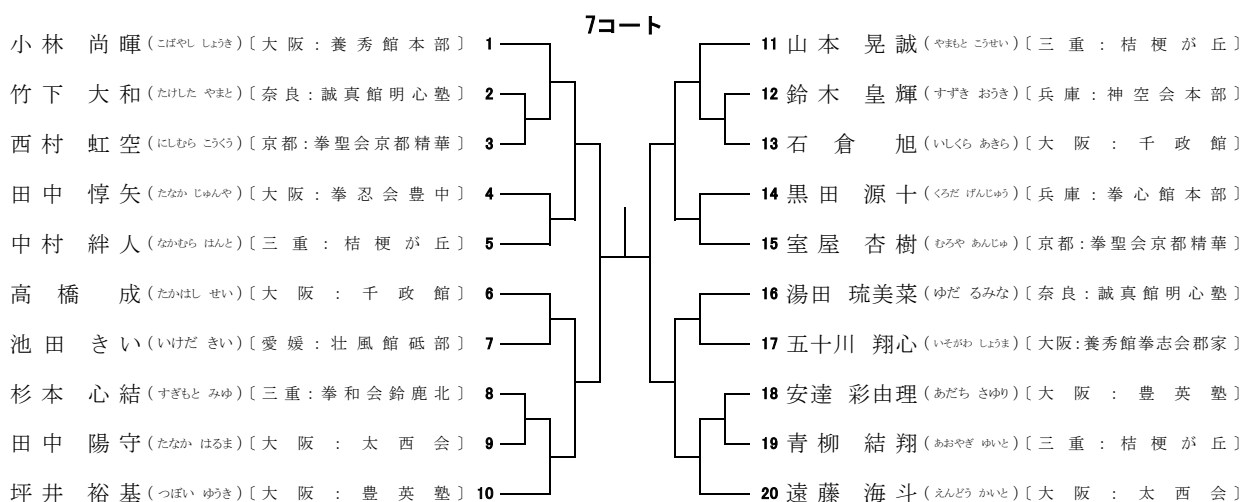 7コート
小林 尚暉(こばやし しょうき)〔大阪:養秀館本部〕 1
竹下 大和(たけした やまと)〔奈良:誠真館明心塾〕 2
西村 虹空(にしむら こうくう)〔京都:拳聖会京都精華〕 3
田中 惇矢(たなか じゅんや)〔大阪:拳忍会豊中〕 4
中村 絆人(なかむら はんと)〔三重:桔梗が丘〕 5
高橋 成(たかはし せい)〔大阪:千政館〕 6
池田 きい(いけだ きい)〔愛媛:壮風館砥部〕 7
杉本 心結(すぎもと みゆ)〔三重:拳和会鈴鹿北〕 8
田中 陽守(たなか はるま)〔大阪:太西会〕 9
坪井 裕基(つぼい ゆうき)〔大阪:豊英塾〕 10
11 山本 晃誠(やまもと こうせい)〔三重:桔梗が丘〕
12 鈴木 皇輝(すずき おうき)〔兵庫:神空会本部〕
13 石倉 旭(いしくら あきら)〔大阪:千政館〕
14 黒田 源十(くろだ げんじゅう)〔兵庫:拳心館本部〕
15 室屋 杏樹(むろや あんじゅ)〔京都:拳聖会京都精華〕
16 湯田 琉美菜(ゆだ るみな)〔奈良:誠真館明心塾〕
17 五十川 翔心(いそがわ しょうま)〔大阪:養秀館拳志会郡家〕
18 安達 彩由理(あだち さゆり)〔大阪:豊英塾〕
19 青柳 結翔(あおやぎ ゆいと)〔三重:桔梗が丘〕
20 遠藤 海斗(えんどう かいと)〔大阪:太西会〕